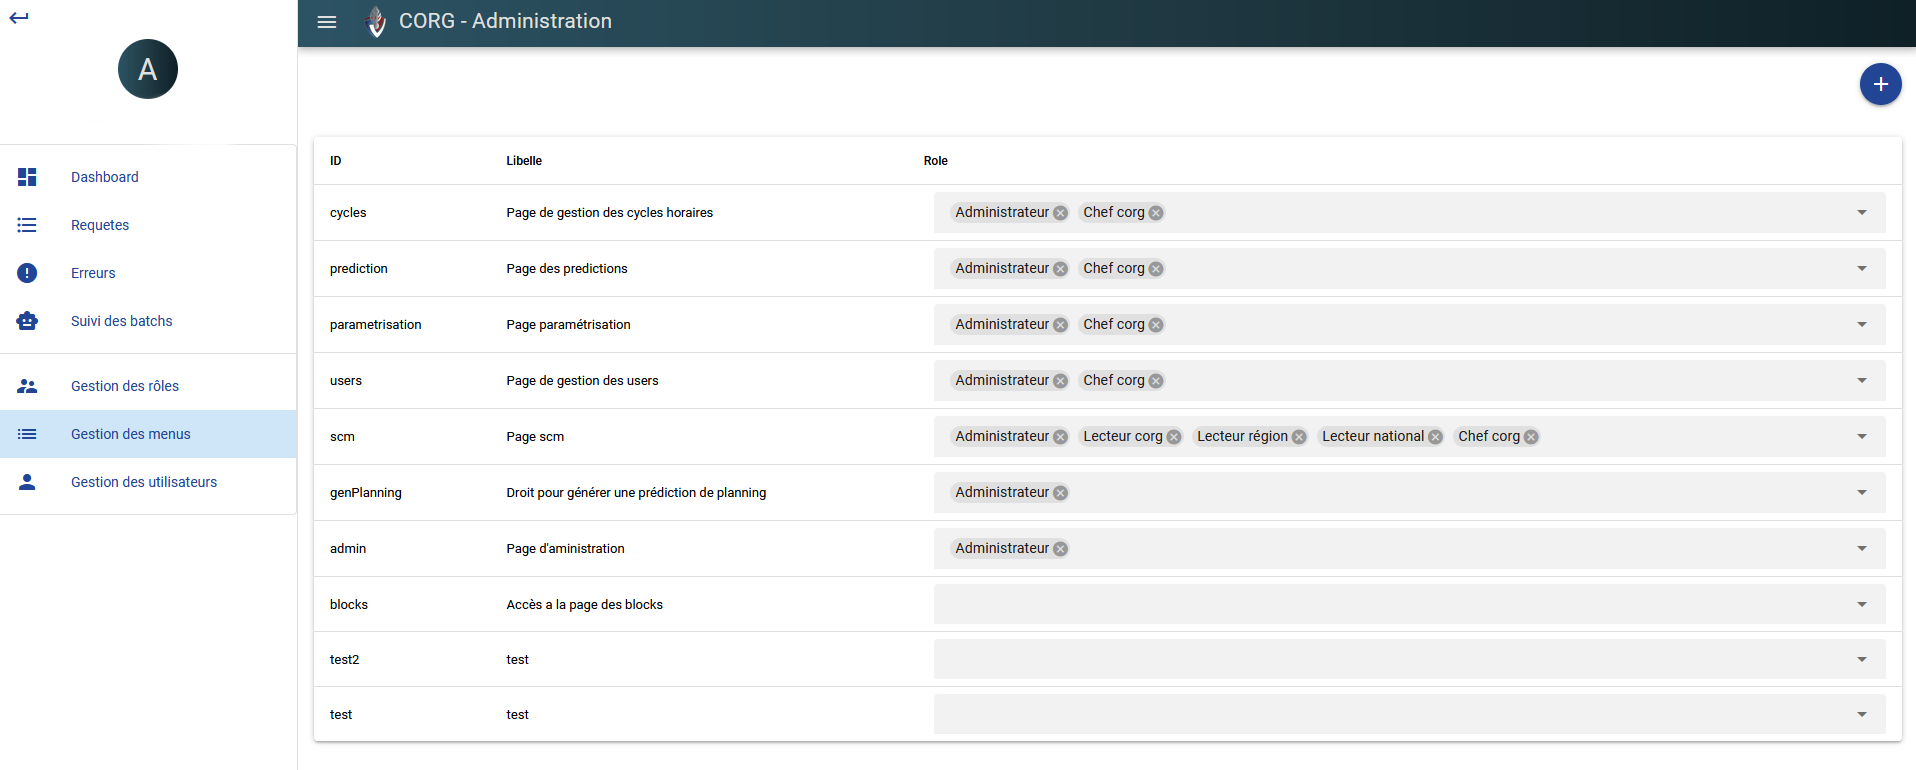 CORG - Administration
A
Dashboard
Requetes
Erreurs
Suivi des batchs
Gestion des rôles
Gestion des menus
Gestion des utilisateurs
ID Libelle Role
cycles Page de gestion des cycles horaires Administrateur Chef corg
prediction Page des predictions Administrateur Chef corg
parametrisation Page paramétrisation Administrateur Chef corg
users Page de gestion des users Administrateur Chef corg
scm Page scm Administrateur Lecteur corg Lecteur région Lecteur national Chef corg
genPlanning Droit pour générer une prédiction de planning Administrateur
admin Page d'aministration Administrateur
blocks Accès a la page des blocks
test2 test
test test